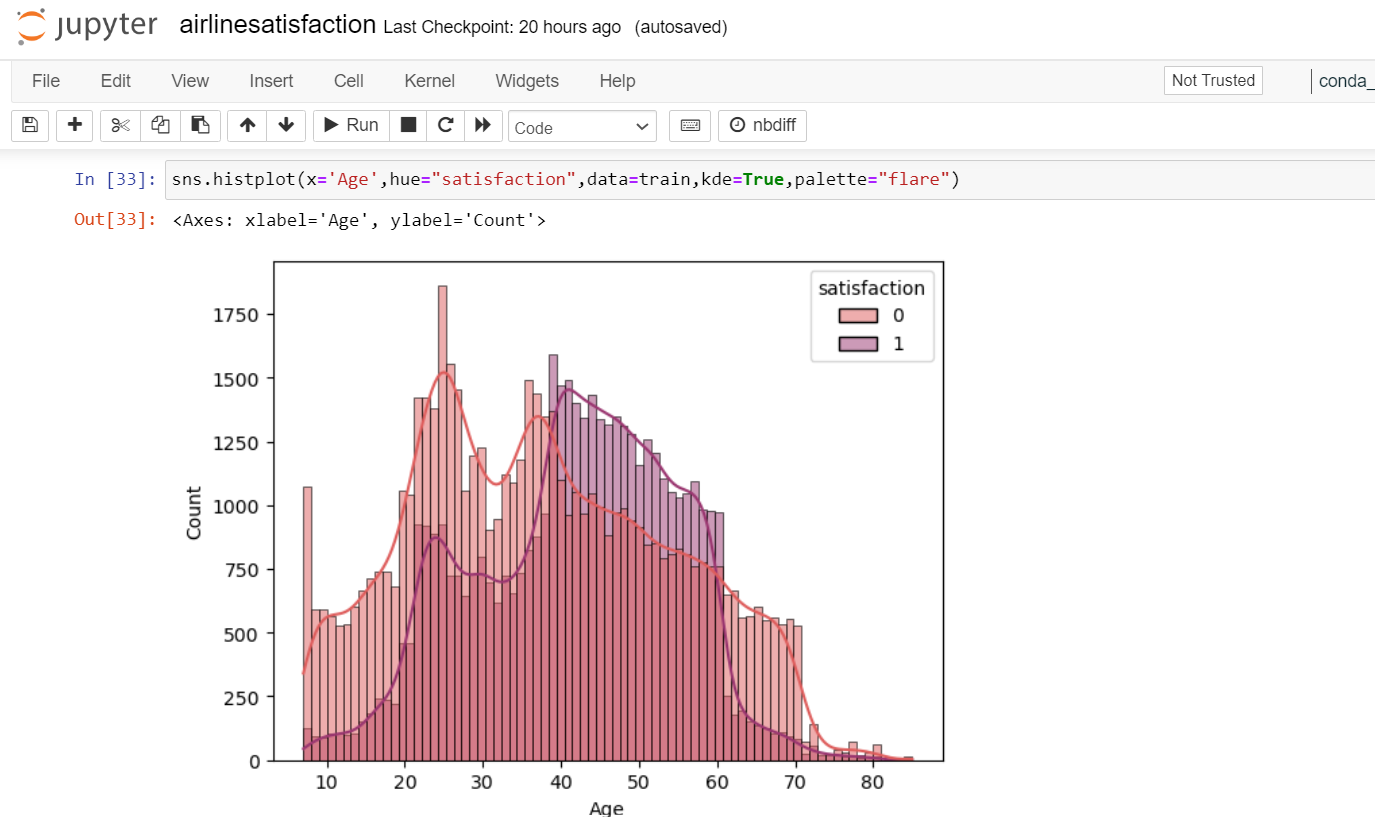 jupyter airlinesatisfaction Last Checkpoint: 20 hours ago (autosaved)
File Edit View Insert Cell Kernel Widgets Help Not Trusted conda_
Run Code nbdiff
In [33]: sns.histplot(x='Age',hue="satisfaction",data=train,kde=True,palette="flare")
Out[33]: <Axes: xlabel='Age', ylabel='Count'>
satisfaction
0
1
1750
1500
1250
1000
750
500
250
0
Count
10 20 30 40 50 60 70 80
Age